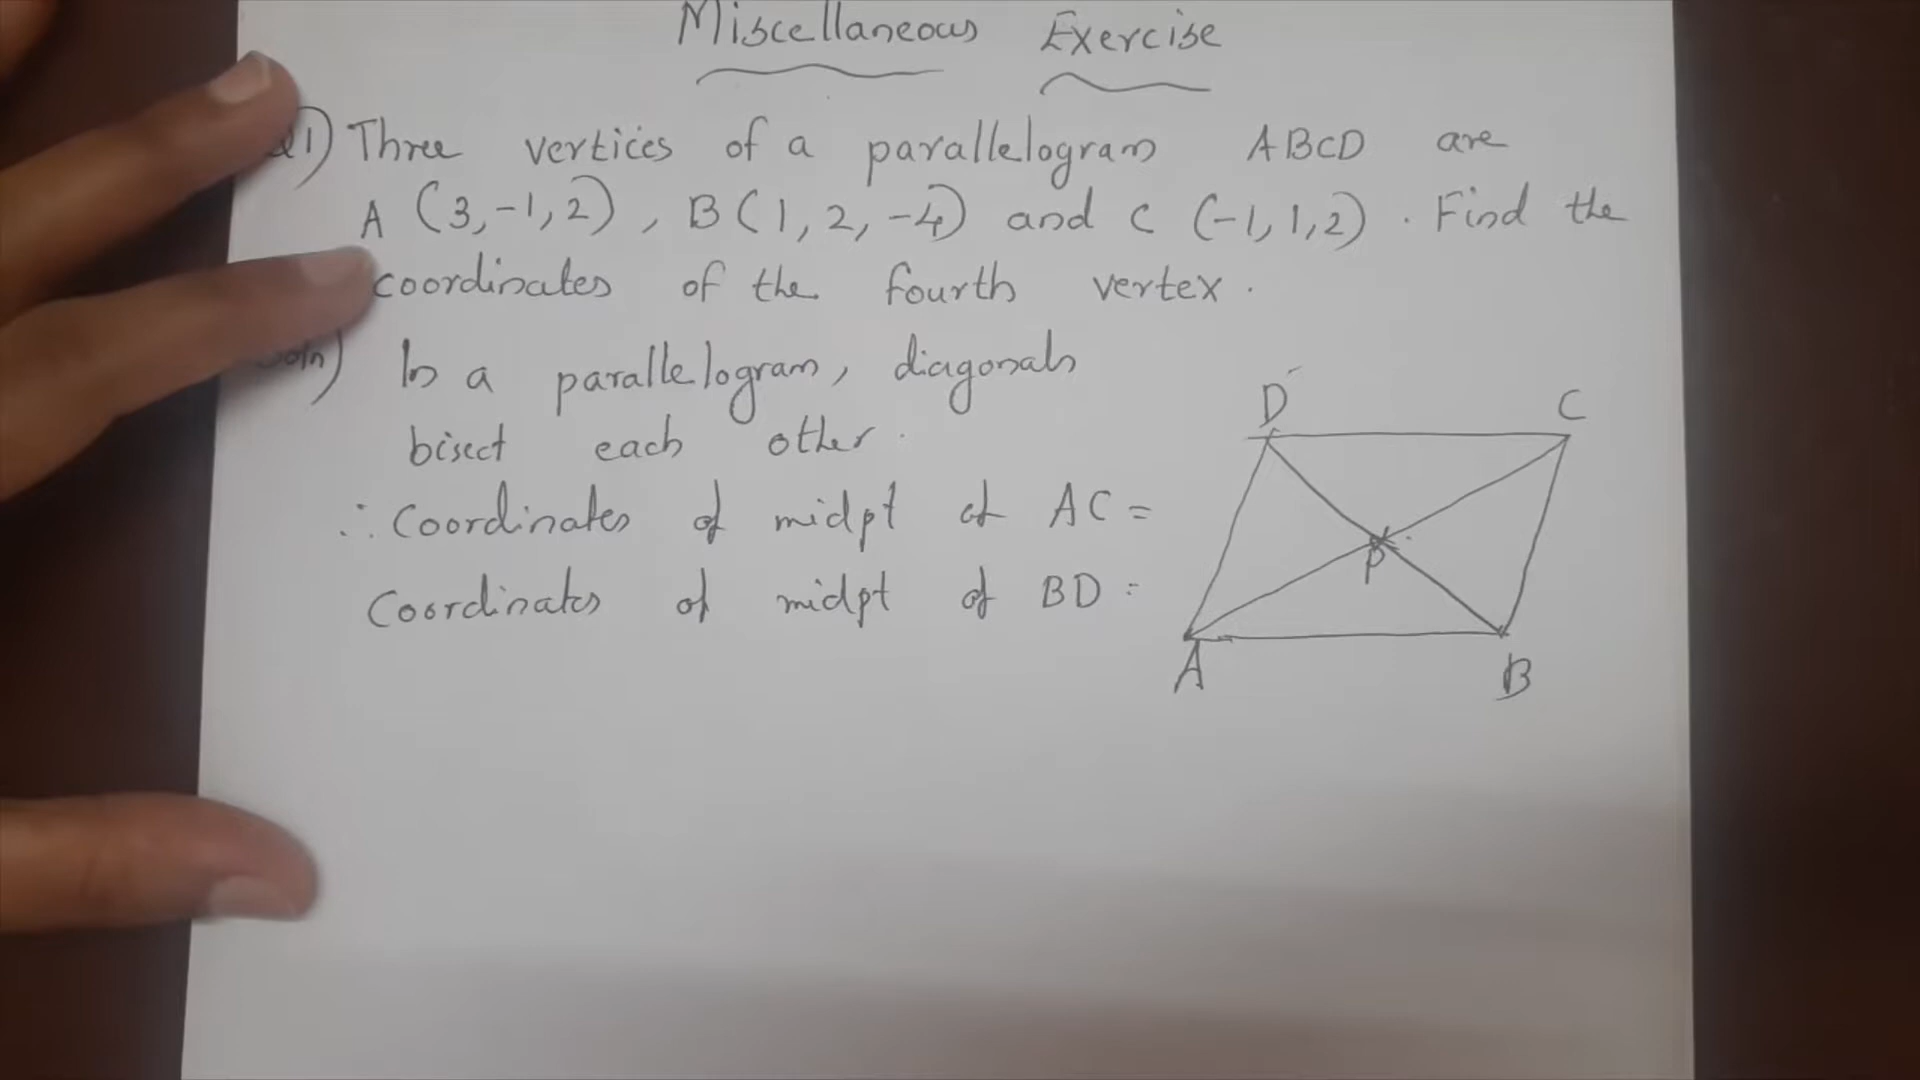 Miscellaneous Exercise
Q1) Three vertices of a parallelogram ABCD are
A (3,-1,2), B(1, 2, -4) and C (-1, 1,2). Find the
coordinates of the fourth vertex.
Soln) In a parallelogram, diagonals
bisect each other.
∴ Coordinates of midpt of AC =
Coordinates of midpt of BD =
D C
P
A B